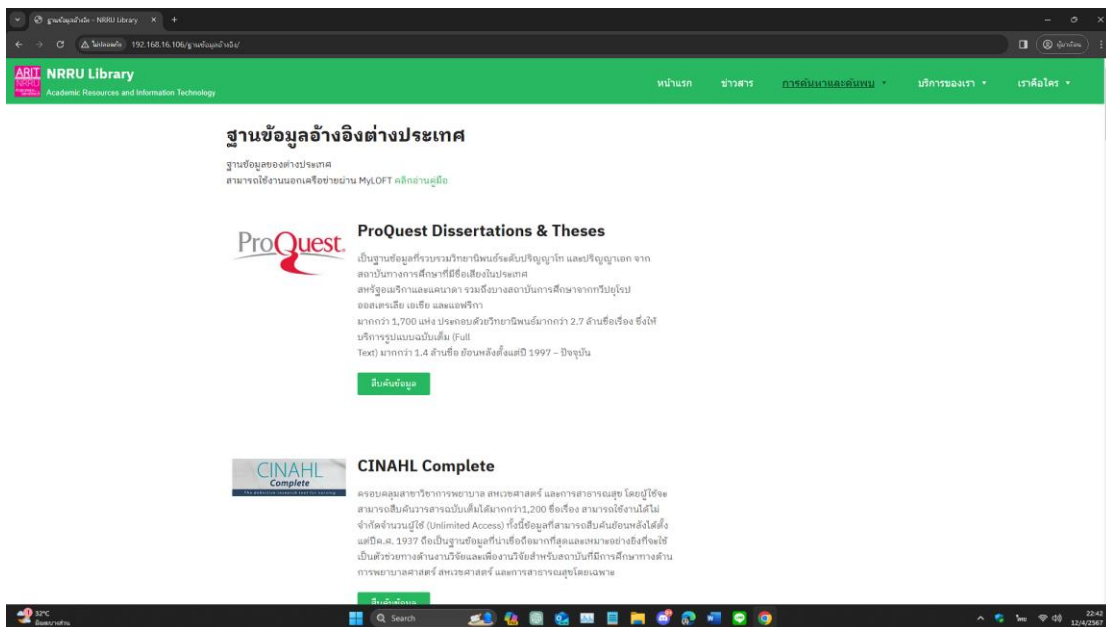 ฐานข้อมูลอ้างอิง – NRRU Library
ไม่ปลอดภัย 192.168.16.106/ฐานข้อมูลอ้างอิง/
ARIT
NRRU
NRRU Library
Academic Resources and Information Technology
หน้าแรก ข่าวสาร การค้นหาและค้นพบ บริการของเรา เราคือใคร
ฐานข้อมูลอ้างอิงต่างประเทศ
ฐานข้อมูลของต่างประเทศ
สามารถใช้งานนอกเครือข่ายผ่าน MyLOFT คลิกอ่านคู่มือ
ProQuest
ProQuest Dissertations & Theses
เป็นฐานข้อมูลที่รวบรวมวิทยานิพนธ์ระดับปริญญาโท และปริญญาเอก จาก
สถาบันทางการศึกษาที่มีชื่อเสียงในประเทศ
สหรัฐอเมริกาและแคนาดา รวมถึงบางสถาบันการศึกษาจากทวีปยุโรป
ออสเตรเลีย เอเชีย และแอฟริกา
มากกว่า 1,700 แห่ง ประกอบด้วยวิทยานิพนธ์มากกว่า 2.7 ล้านชื่อเรื่อง ซึ่งให้
บริการรูปแบบฉบับเต็ม (Full
Text) มากกว่า 1.4 ล้านชื่อ ย้อนหลังตั้งแต่ปี 1997 – ปัจจุบัน
สืบค้นข้อมูล
CINAHL
Complete
The definitive research tool for nursing
CINAHL Complete
ครอบคลุมสาขาวิชาการพยาบาล สหเวชศาสตร์ และการสาธารณสุข โดยผู้ใช้จะ
สามารถสืบค้นวารสารฉบับเต็มได้มากกว่า1,200 ชื่อเรื่อง สามารถใช้งานได้ไม่
จำกัดจำนวนผู้ใช้ (Unlimited Access) ทั้งนี้ข้อมูลที่สามารถสืบค้นย้อนหลังได้ตั้ง
แต่ปีค.ศ. 1937 ถือเป็นฐานข้อมูลที่น่าเชื่อถือมากที่สุดและเหมาะอย่างยิ่งที่จะใช้
เป็นตัวช่วยทางด้านงานวิจัยและเพื่องานวิจัยสำหรับสถาบันที่มีการศึกษาทางด้าน
การพยาบาลศาสตร์ สหเวชศาสตร์ และการสาธารณสุขโดยเฉพาะ
สืบค้นข้อมูล
32°C
มีเมฆบางส่วน
Search
ไทย
22:42
12/4/2567